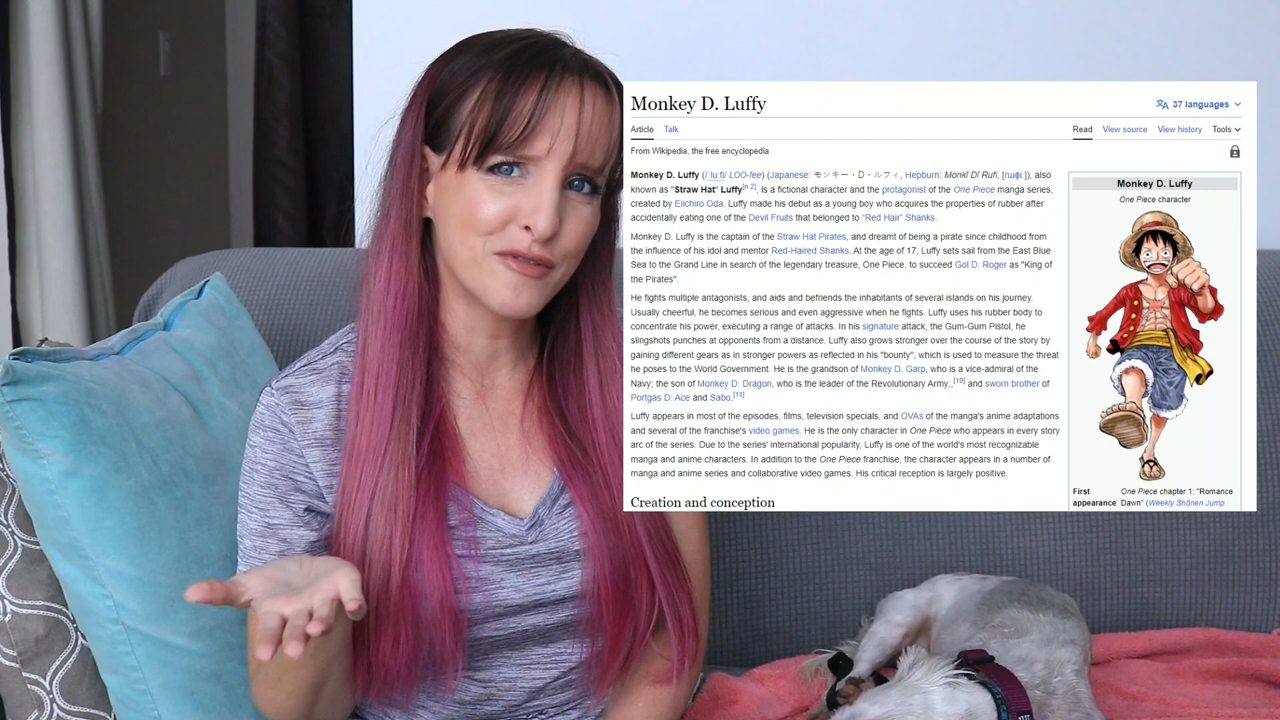 Monkey D. Luffy
37 languages
Article Talk
Read View source View history Tools
From Wikipedia, the free encyclopedia
Monkey D. Luffy (/ˈluːfi/ LOO-fee) (Japanese: モンキー・D・ルフィ, Hepburn: Monkī Dī Rufi, [ɾɯɸiː]), also
known as "Straw Hat" Luffy[n 2], is a fictional character and the protagonist of the One Piece manga series,
created by Eiichiro Oda. Luffy made his debut as a young boy who acquires the properties of rubber after
accidentally eating one of the Devil Fruits that belonged to "Red Hair" Shanks.
Monkey D. Luffy is the captain of the Straw Hat Pirates, and dreamt of being a pirate since childhood from
the influence of his idol and mentor Red-Haired Shanks. At the age of 17, Luffy sets sail from the East Blue
Sea to the Grand Line in search of the legendary treasure, One Piece, to succeed Gol D. Roger as "King of
the Pirates".
He fights multiple antagonists, and aids and befriends the inhabitants of several islands on his journey.
Usually cheerful, he becomes serious and even aggressive when he fights. Luffy uses his rubber body to
concentrate his power, executing a range of attacks. In his signature attack, the Gum-Gum Pistol, he
slingshots punches at opponents from a distance. Luffy also grows stronger over the course of the story by
gaining different gears as in stronger powers as reflected in his "bounty", which is used to measure the threat
he poses to the World Government. He is the grandson of Monkey D. Garp, who is a vice-admiral of the
Navy; the son of Monkey D. Dragon, who is the leader of the Revolutionary Army;,[10] and sworn brother of
Portgas D. Ace and Sabo.[11]
Luffy appears in most of the episodes, films, television specials, and OVAs of the manga's anime adaptations
and several of the franchise's video games. He is the only character in One Piece who appears in every story
arc of the series. Due to the series' international popularity, Luffy is one of the world's most recognizable
manga and anime characters. In addition to the One Piece franchise, the character appears in a number of
manga and anime series and collaborative video games. His critical reception is largely positive.
Creation and conception
Monkey D. Luffy
One Piece character
First One Piece chapter 1: "Romance
appearance Dawn" (Weekly Shōnen Jump